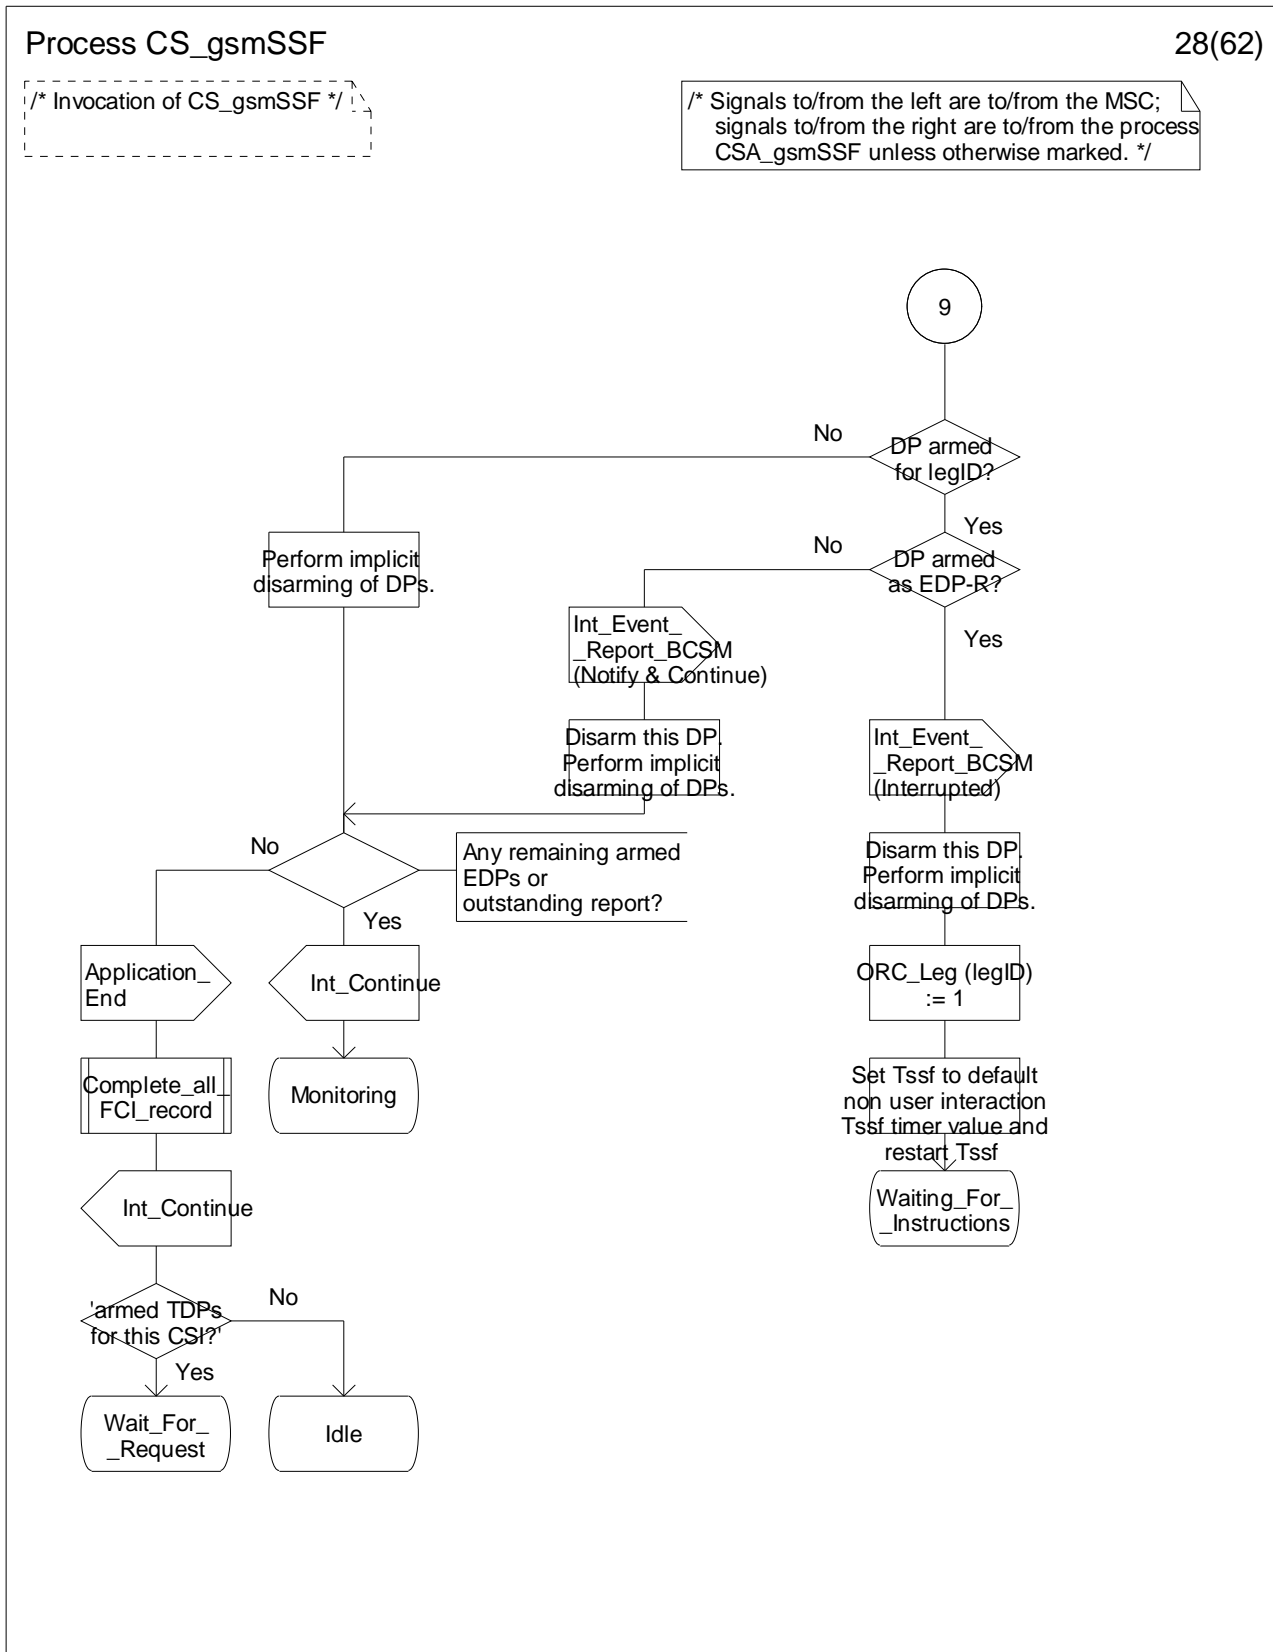 Process CS_gsmSSF
28(62)
/* Invocation of CS_gsmSSF */
/* Signals to/from the left are to/from the MSC;
signals to/from the right are to/from the process
CSA_gsmSSF unless otherwise marked. */
9
No
DP armed
for legID?
Yes
Perform implicit
disarming of DPs.
No
DP armed
as EDP-R?
Yes
Int_Event_
_Report_BCSM
(Notify & Continue)
Disarm this DP.
Perform implicit
disarming of DPs.
Int_Event_
_Report_BCSM
(Interrupted)
No
Any remaining armed
EDPs or
outstanding report?
Yes
Disarm this DP.
Perform implicit
disarming of DPs.
Application_
End
Int_Continue
ORC_Leg (legID)
:= 1
Complete_all_
FCI_record
Monitoring
Set Tssf to default
non user interaction
Tssf timer value and
restart Tssf
Int_Continue
Waiting_For_
_Instructions
'armed TDPs
for this CSI?'
No
Yes
Wait_For_
_Request
Idle